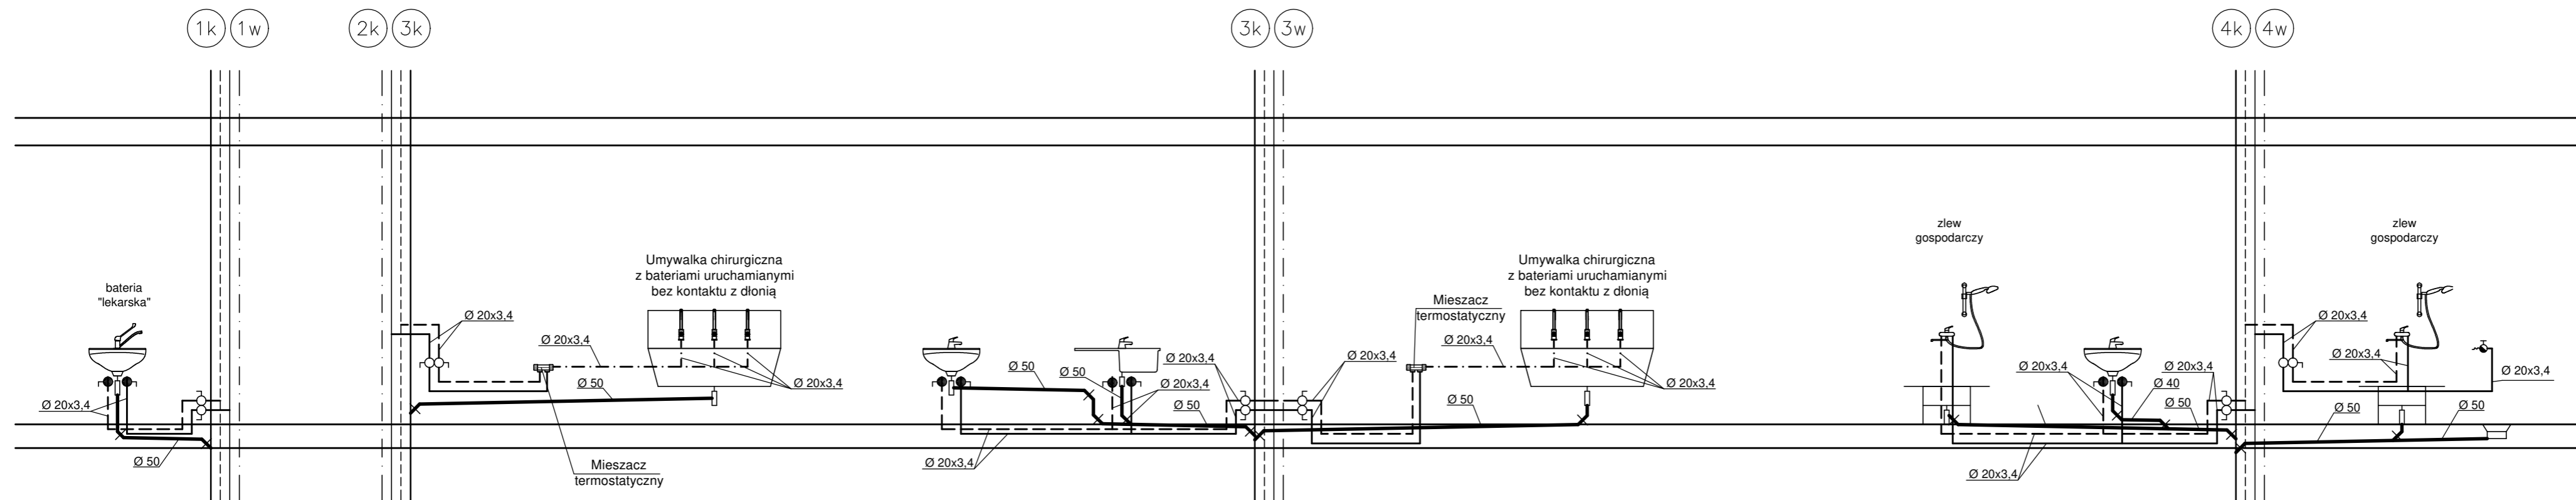 1k 1w 2k 3k 3k 3w 4k 4w
bateria
"lekarska"
Ø 20x3,4
Ø 50
Ø 20x3,4
Ø 20x3,4
Ø 50
Mieszacz
termostatyczny
Umywalka chirurgiczna
z bateriami uruchamianymi
bez kontaktu z dłonią
Ø 20x3,4
Ø 50
Ø 50
Ø 20x3,4
Ø 20x3,4
Ø 50
Ø 20x3,4
Ø 20x3,4
Mieszacz
termostatyczny
Ø 20x3,4
Ø 50
Umywalka chirurgiczna
z bateriami uruchamianymi
bez kontaktu z dłonią
Ø 20x3,4
zlew
gospodarczy
Ø 20x3,4
Ø 20x3,4
Ø 40
Ø 50
Ø 20x3,4
zlew
gospodarczy
Ø 20x3,4
Ø 20x3,4
Ø 20x3,4
Ø 50
Ø 50